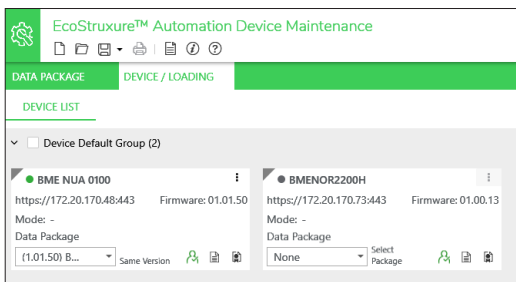 EcoStruxure™ Automation Device Maintenance
DATA PACKAGE DEVICE / LOADING
DEVICE LIST
Device Default Group (2)
BME NUA 0100
https://172.20.170.48:443 Firmware: 01.01.50
Mode: -
Data Package
(1.01.50) B... Same Version
BMENOR2200H
https://172.20.170.73:443 Firmware: 01.00.13
Mode: -
Data Package
None Select Package